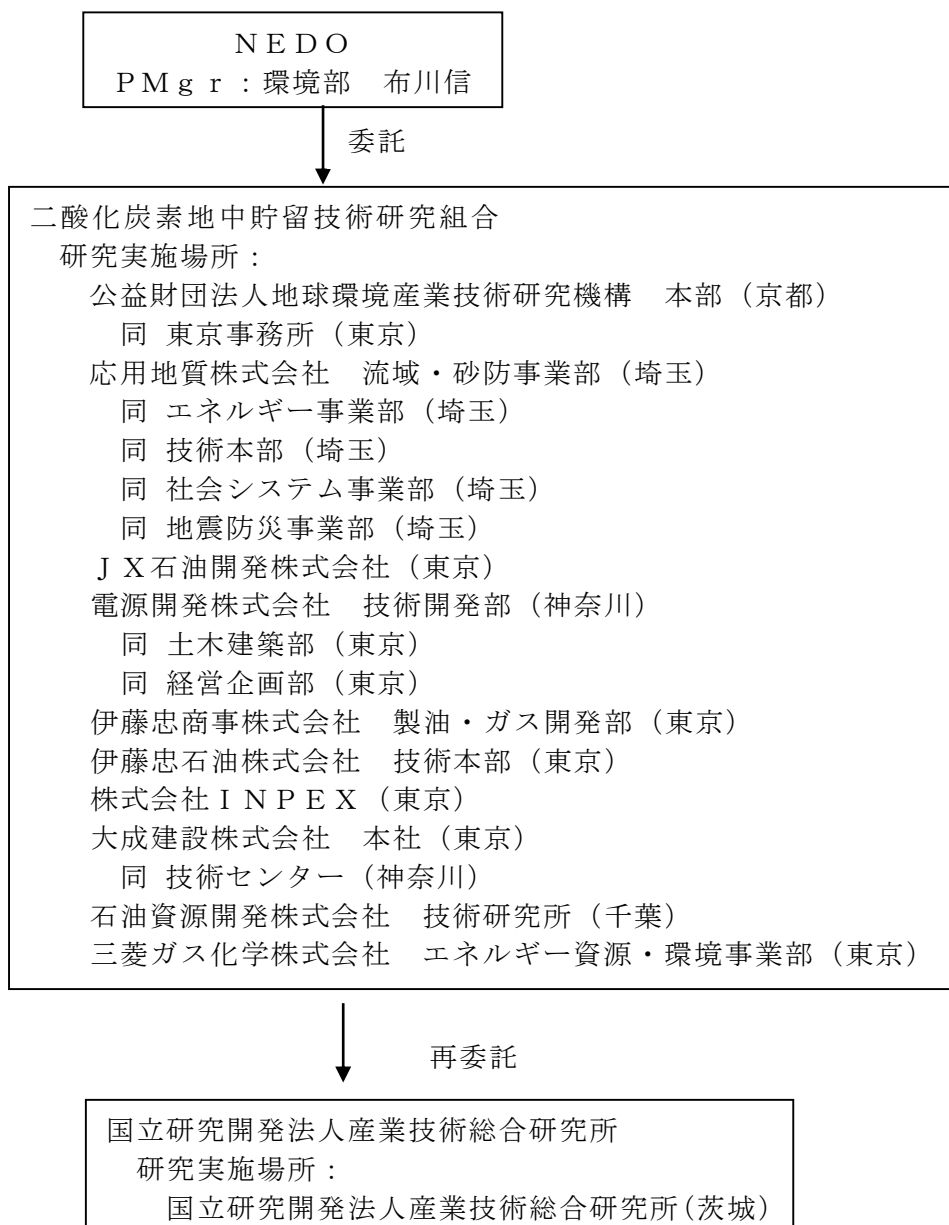 ＮＥＤＯ
ＰＭｇｒ：環境部　布川信
委託
二酸化炭素地中貯留技術研究組合
研究実施場所：
公益財団法人地球環境産業技術研究機構　本部（京都）
同 東京事務所（東京）
応用地質株式会社　流域・砂防事業部（埼玉）
同 エネルギー事業部（埼玉）
同 技術本部（埼玉）
同 社会システム事業部（埼玉）
同 地震防災事業部（埼玉）
ＪＸ石油開発株式会社（東京）
電源開発株式会社　技術開発部（神奈川）
同 土木建築部（東京）
同 経営企画部（東京）
伊藤忠商事株式会社　製油・ガス開発部（東京）
伊藤忠石油株式会社　技術本部（東京）
株式会社ＩＮＰＥＸ（東京）
大成建設株式会社　本社（東京）
同 技術センター（神奈川）
石油資源開発株式会社　技術研究所（千葉）
三菱ガス化学株式会社　エネルギー資源・環境事業部（東京）
再委託
国立研究開発法人産業技術総合研究所
研究実施場所：
国立研究開発法人産業技術総合研究所(茨城)